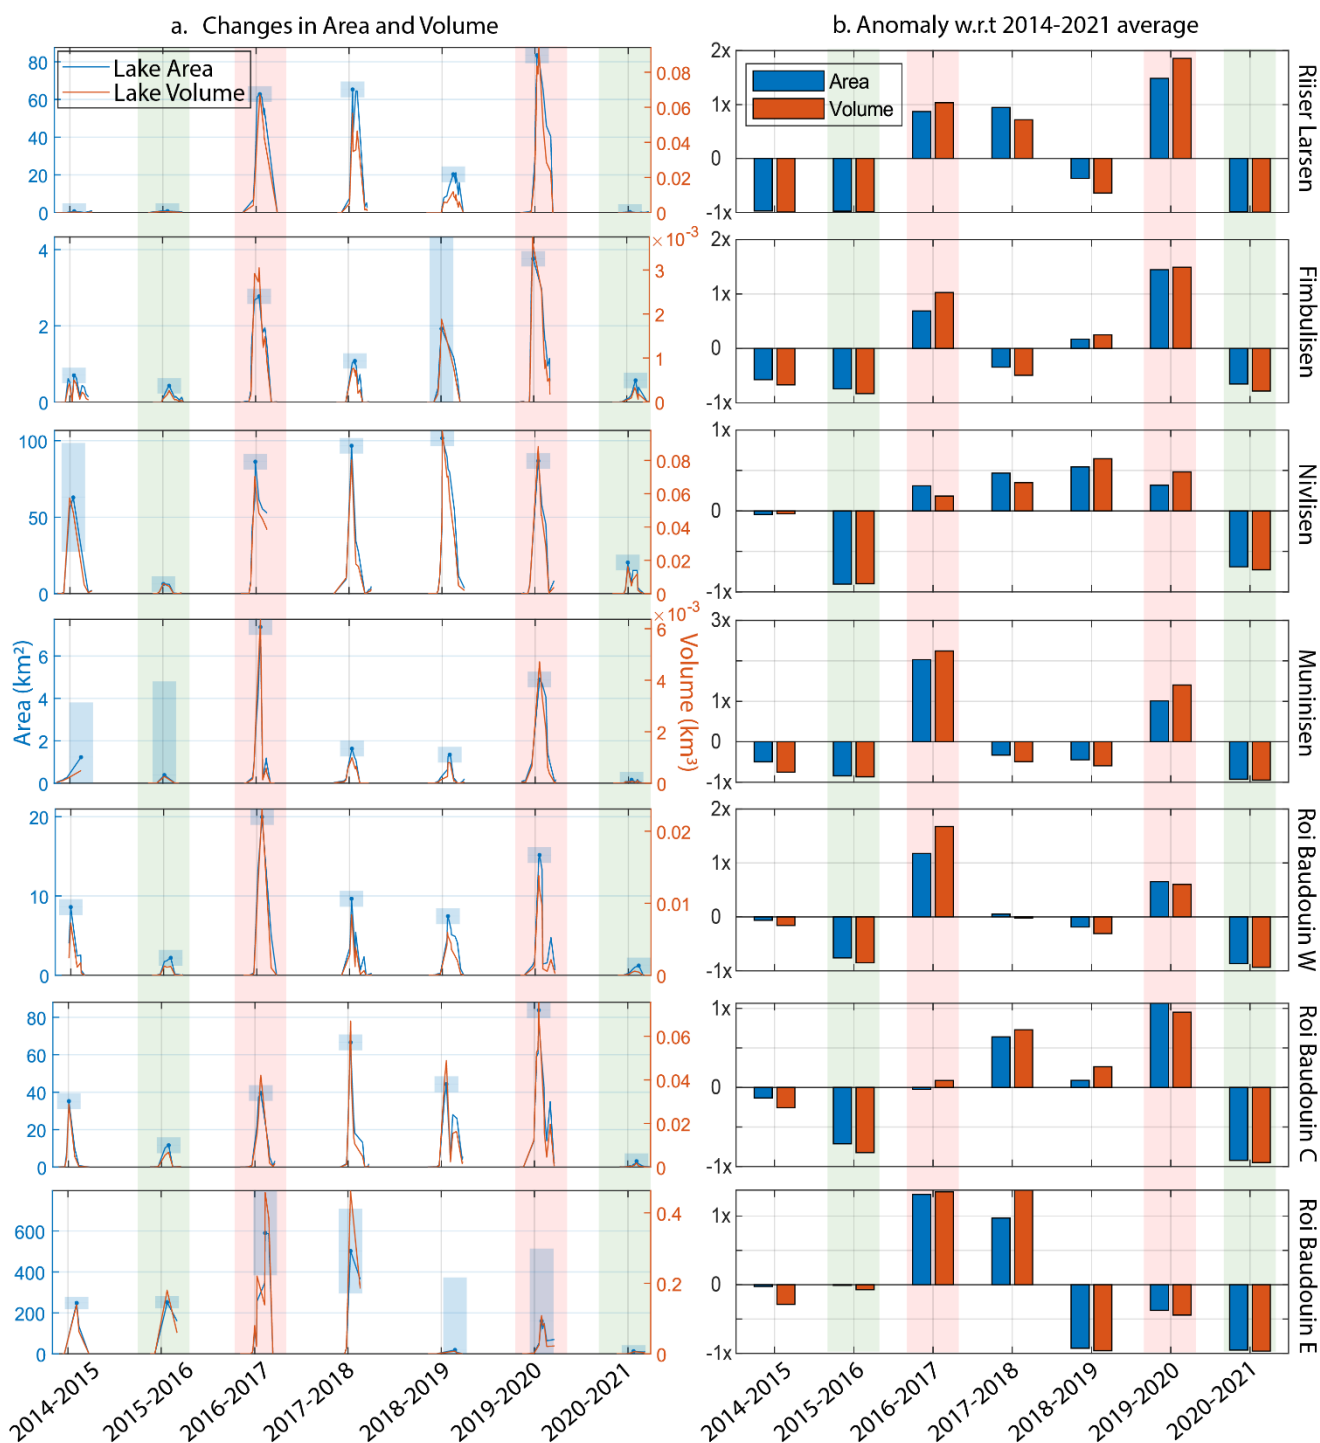 a. Changes in Area and Volume
Lake Area
Lake Volume
80
60
40
20
0
0.08
0.06
0.04
0.02
0
4
2
0
×10-3
3
2
1
0
100
50
0
0.08
0.06
0.04
0.02
0
6
4
2
0
×10-3
6
4
2
0
Area (km²)
Volume (km³)
20
10
0
0.02
0.01
0
80
60
40
20
0
0.06
0.04
0.02
0
600
400
200
0
0.4
0.2
0
2014-2015
2015-2016
2016-2017
2017-2018
2018-2019
2019-2020
2020-2021
b. Anomaly w.r.t 2014-2021 average
Area
Volume
2x
1x
0
-1x
Riiser Larsen
2x
1x
0
-1x
Fimbulisen
1x
0
-1x
Nivlisen
3x
1x
0
-1x
Muninisen
2x
1x
0
-1x
Roi Baudouin W
1x
0
-1x
Roi Baudouin C
1x
0
-1x
Roi Baudouin E
2014-2015
2015-2016
2016-2017
2017-2018
2018-2019
2019-2020
2020-2021